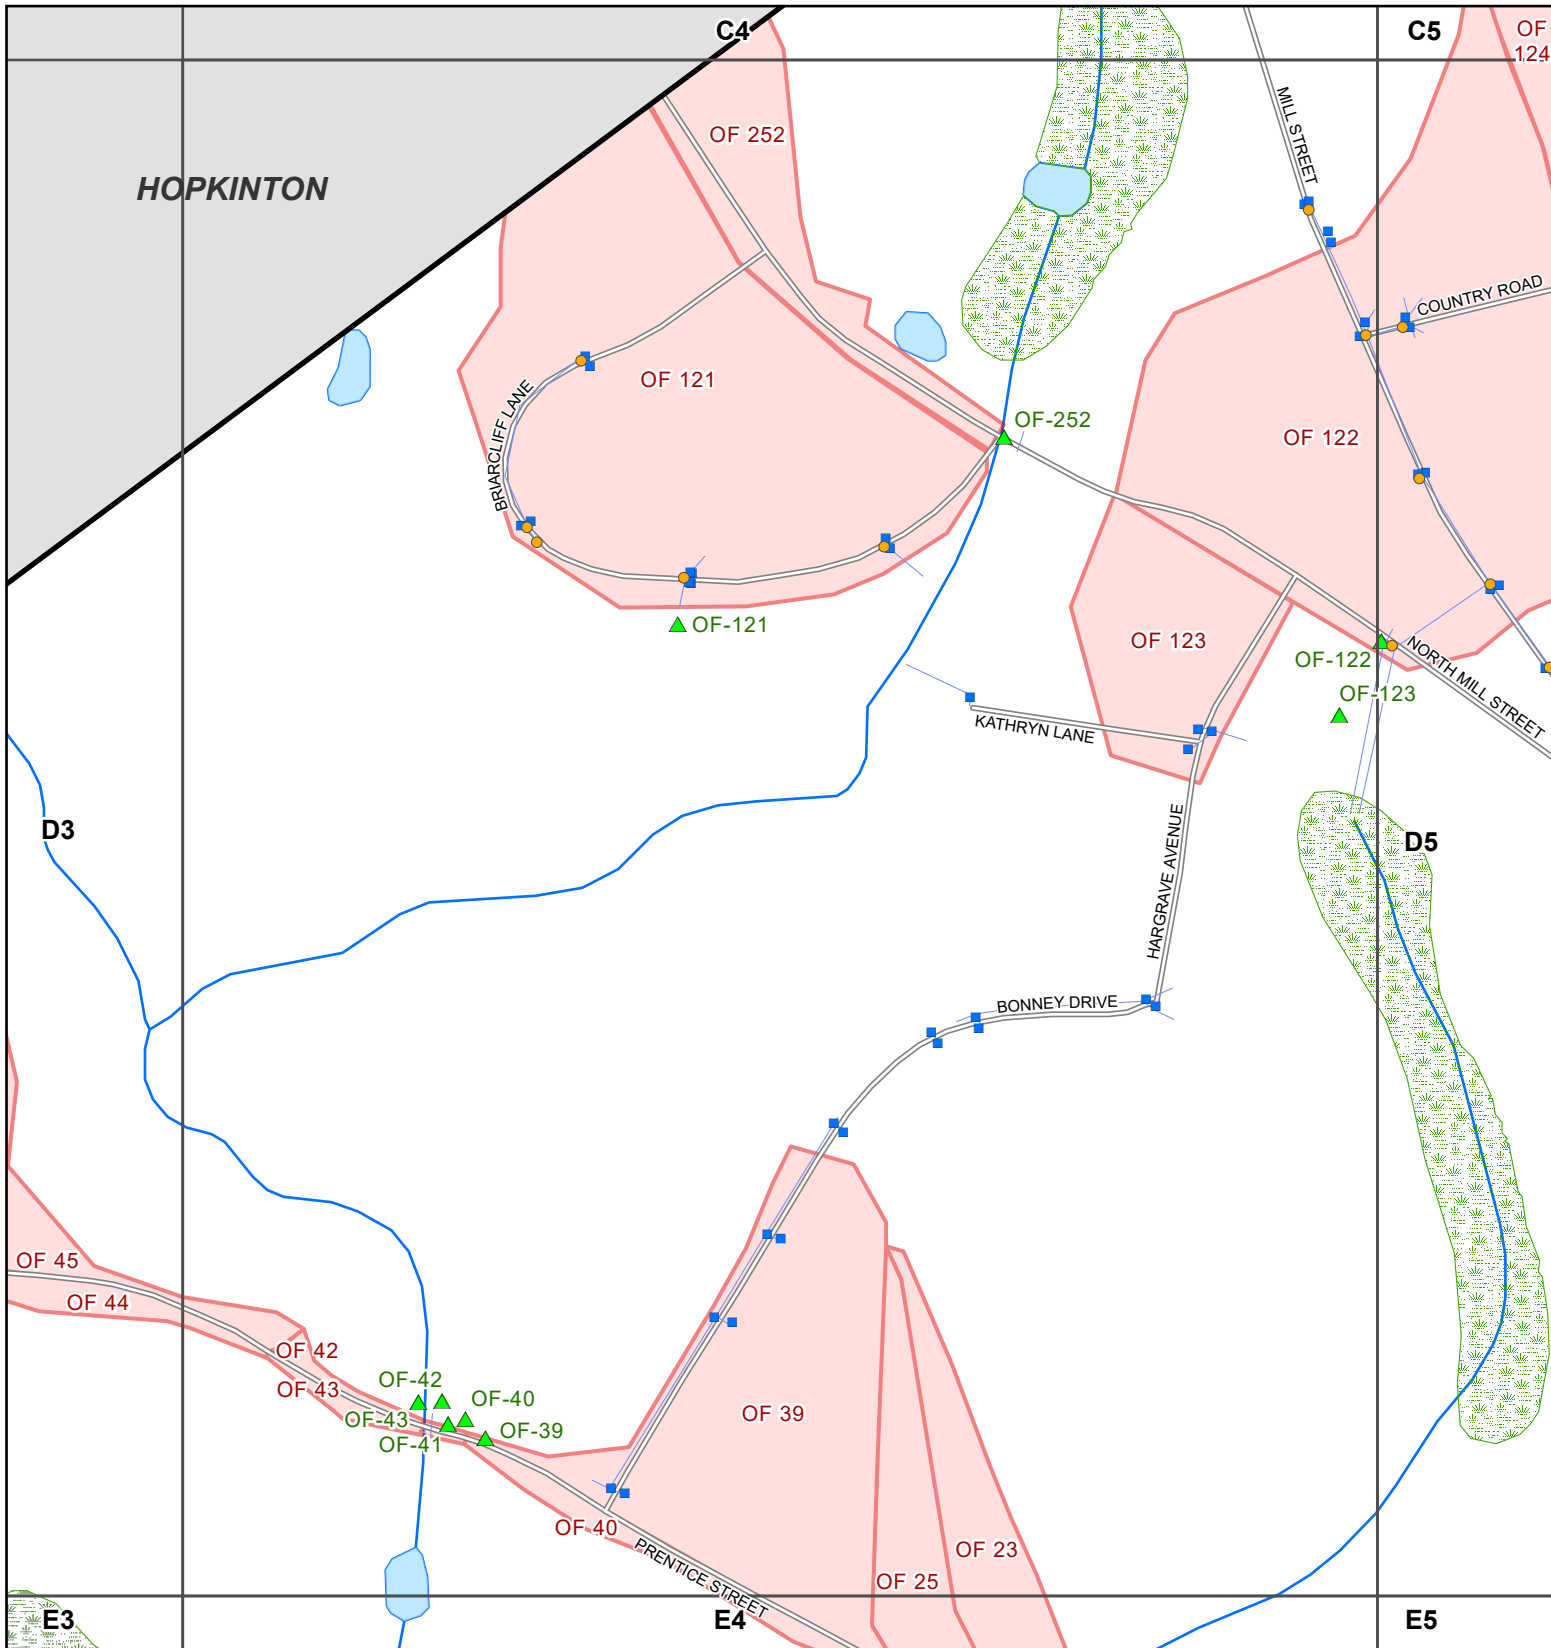 C4
C5
OF
124
MILL STREET
OF 252
HOPKINTON
COUNTRY ROAD
OF 121
BRIARCLIFF LANE
OF-252
OF 122
OF-121
OF 123
OF-122
NORTH MILL STREET
OF-123
KATHRYN LANE
D3
D5
HARGRAVE AVENUE
BONNEY DRIVE
OF 45
OF 44
OF 42
OF 43
OF-42
OF-40
OF-43
OF-39
OF-41
OF 39
OF 40
OF 23
PRENTICE STREET
OF 25
E3
E4
E5